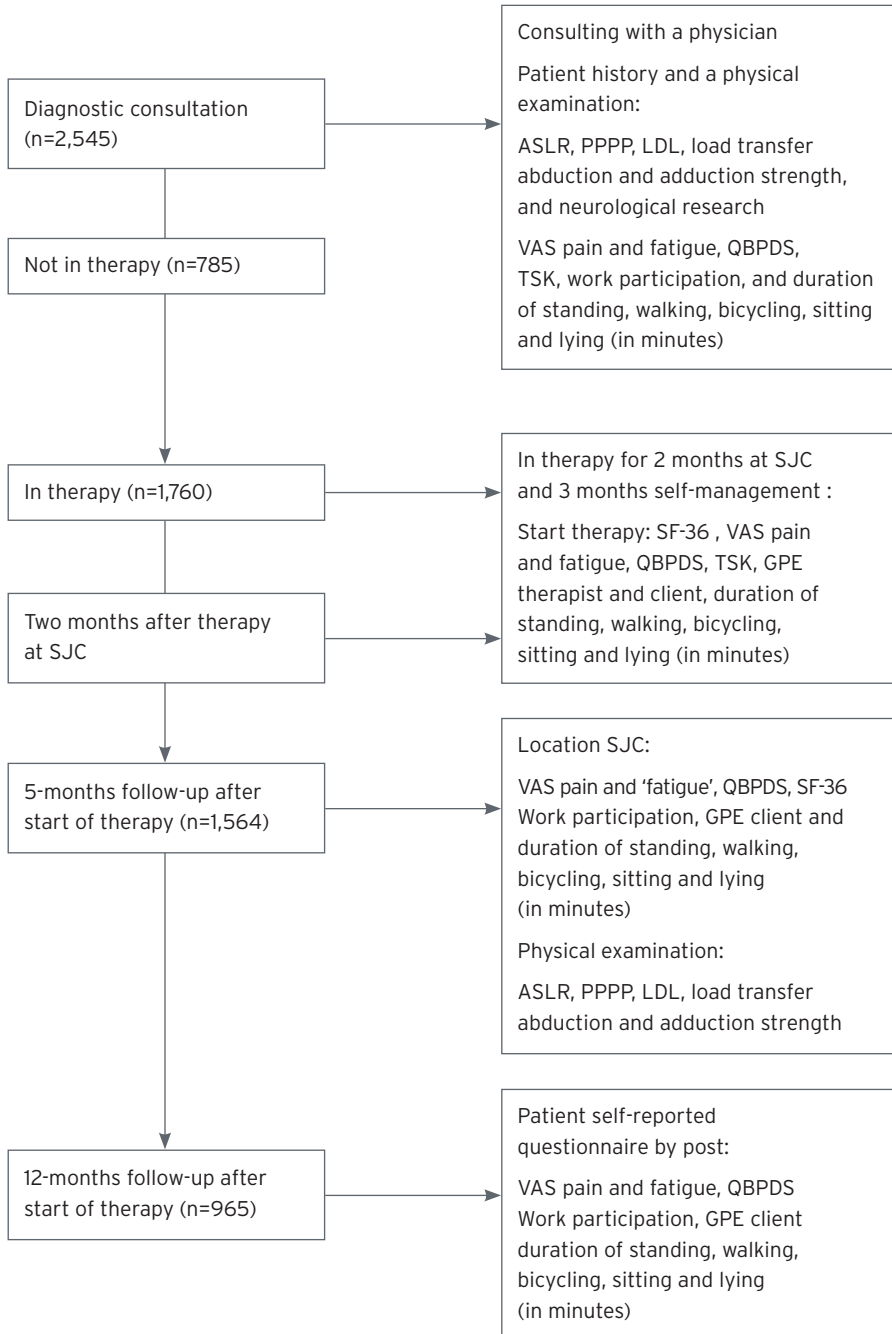 Diagnostic consultation
(n=2,545)
Consulting with a physician
Patient history and a physical
examination:
ASLR, PPPP, LDL, load transfer
abduction and adduction strength,
and neurological research
VAS pain and fatigue, QBPDS,
TSK, work participation, and duration
of standing, walking, bicycling, sitting
and lying (in minutes)
Not in therapy (n=785)
In therapy (n=1,760)
In therapy for 2 months at SJC
and 3 months self-management :
Start therapy: SF-36 , VAS pain
and fatigue, QBPDS, TSK, GPE
therapist and client, duration of
standing, walking, bicycling,
sitting and lying (in minutes)
Two months after therapy
at SJC
5-months follow-up after
start of therapy (n=1,564)
Location SJC:
VAS pain and ‘fatigue’, QBPDS, SF-36
Work participation, GPE client and
duration of standing, walking,
bicycling, sitting and lying
(in minutes)
Physical examination:
ASLR, PPPP, LDL, load transfer
abduction and adduction strength
12-months follow-up after
start of therapy (n=965)
Patient self-reported
questionnaire by post:
VAS pain and fatigue, QBPDS
Work participation, GPE client
duration of standing, walking,
bicycling, sitting and lying
(in minutes)